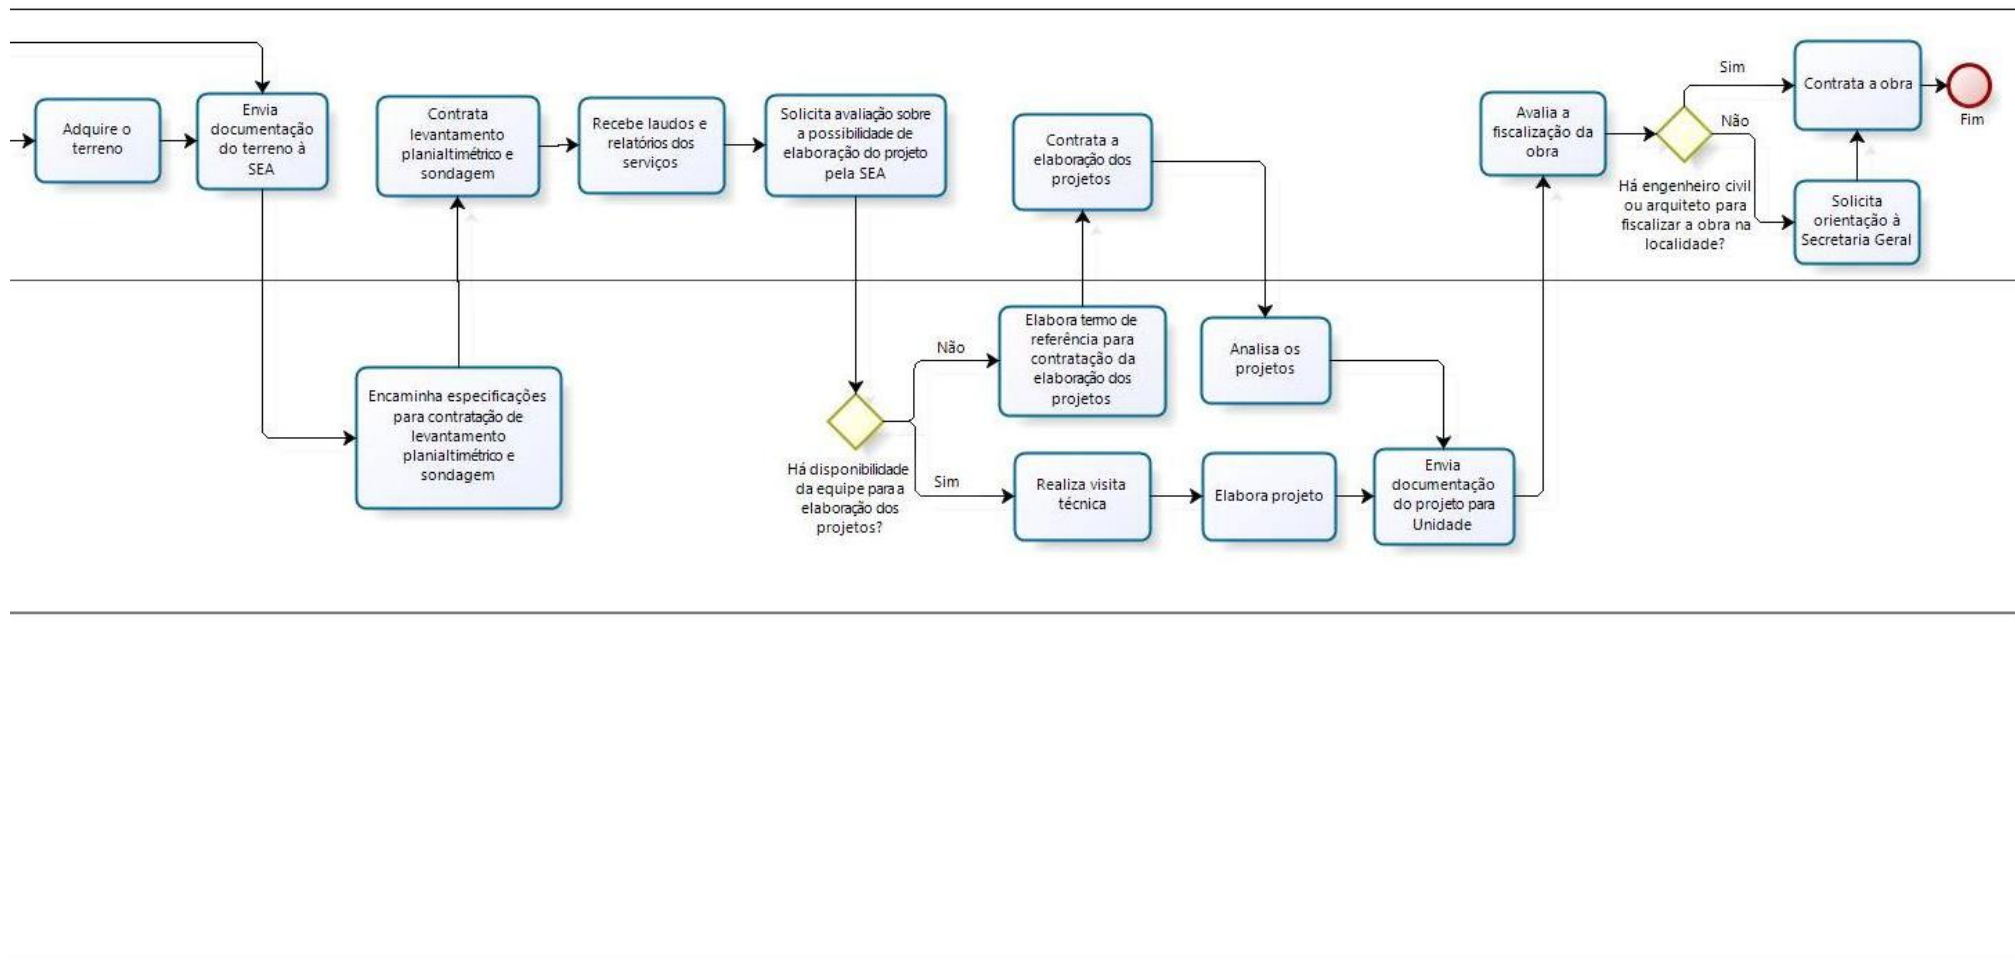 Adquire o
terreno
Envia
documentação
do terreno à
SEA
Contrata
levantamento
planialtimétrico e
sondagem
Recebe laudos e
relatórios dos
serviços
Solicita avaliação sobre
a possibilidade de
elaboração do projeto
pela SEA
Contrata a
elaboração dos
projetos
Avalia a
fiscalização da
obra
Sim
Não
Há engenheiro civil
ou arquiteto para
fiscalizar a obra na
localidade?
Contrata a obra
Fim
Solicita
orientação à
Secretaria Geral
Encaminha especificações
para contratação de
levantamento
planialtimétrico e
sondagem
Há disponibilidade
da equipe para a
elaboração dos
projetos?
Não
Sim
Elabora termo de
referência para
contratação da
elaboração dos
projetos
Analisa os
projetos
Realiza visita
técnica
Elabora projeto
Envia
documentação
do projeto para
Unidade